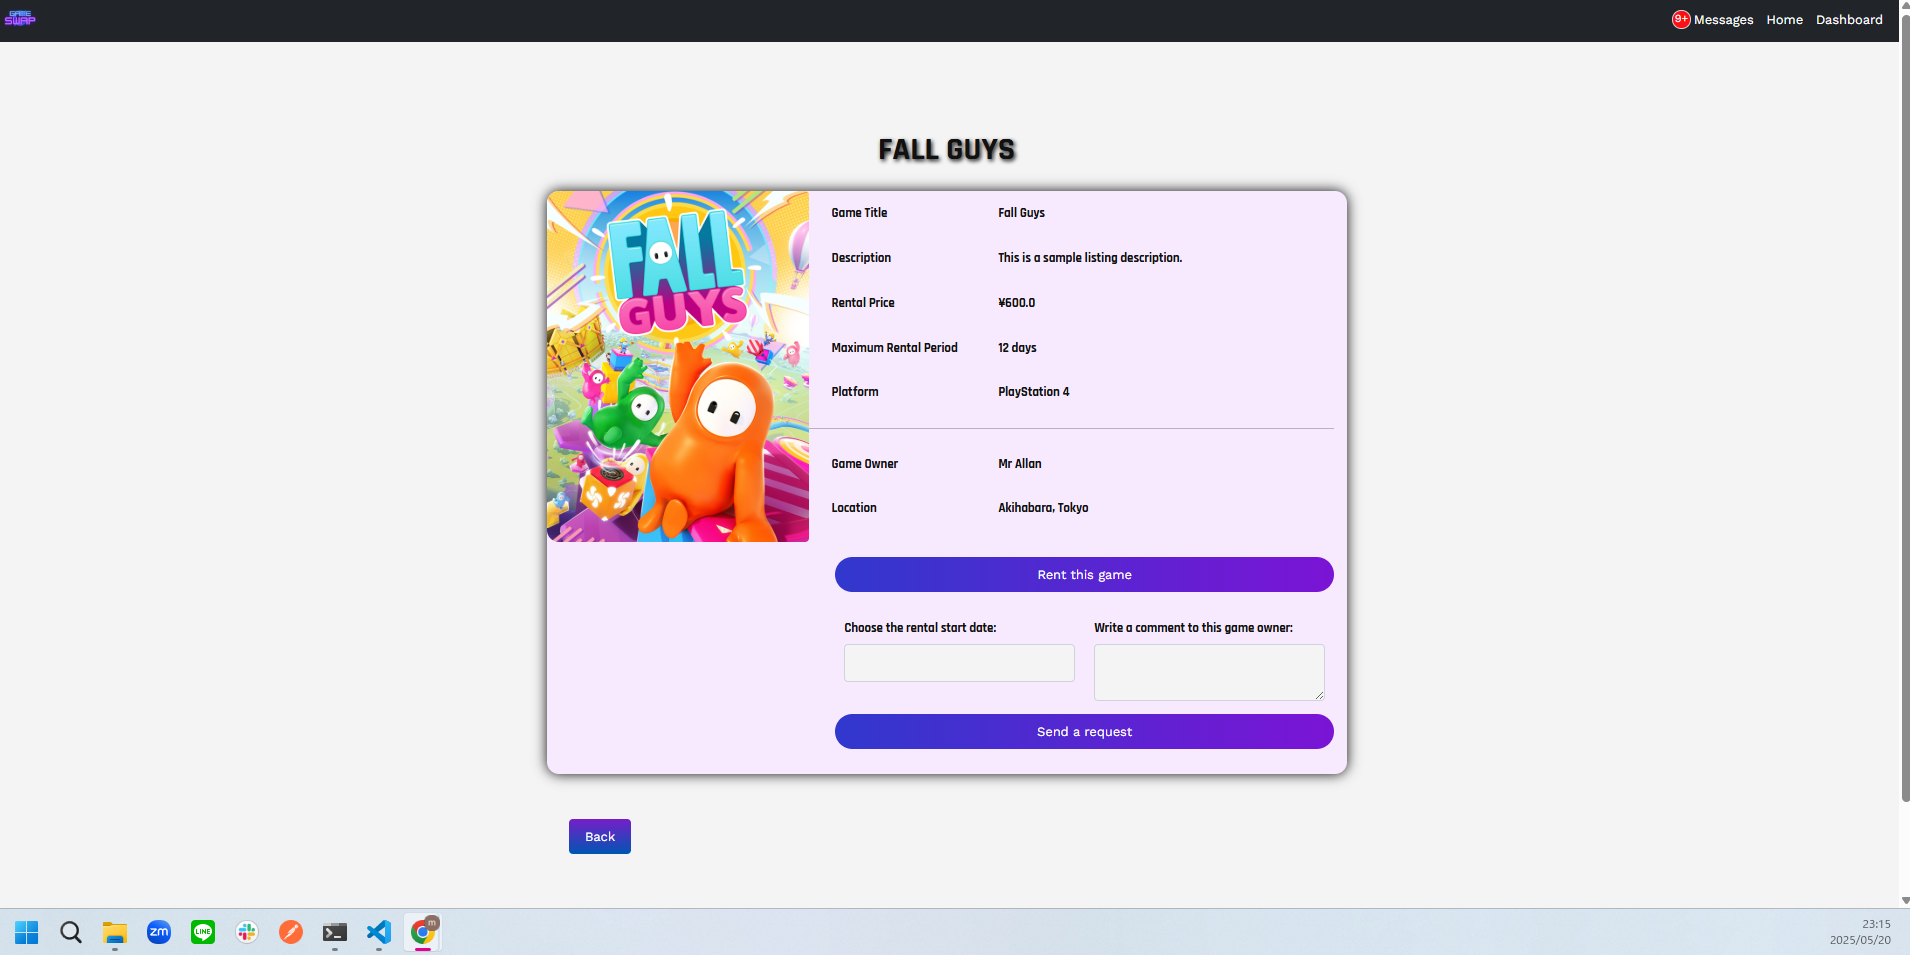 GAME
SWAP
9+ Messages Home Dashboard
FALL GUYS
FALL
GUYS
Game Title Fall Guys
Description This is a sample listing description.
Rental Price ¥600.0
Maximum Rental Period 12 days
Platform PlayStation 4
Game Owner Mr Allan
Location Akihabara, Tokyo
Rent this game
Choose the rental start date: Write a comment to this game owner:
Send a request
Back
zm
LINE
m
23:15
2025/05/20